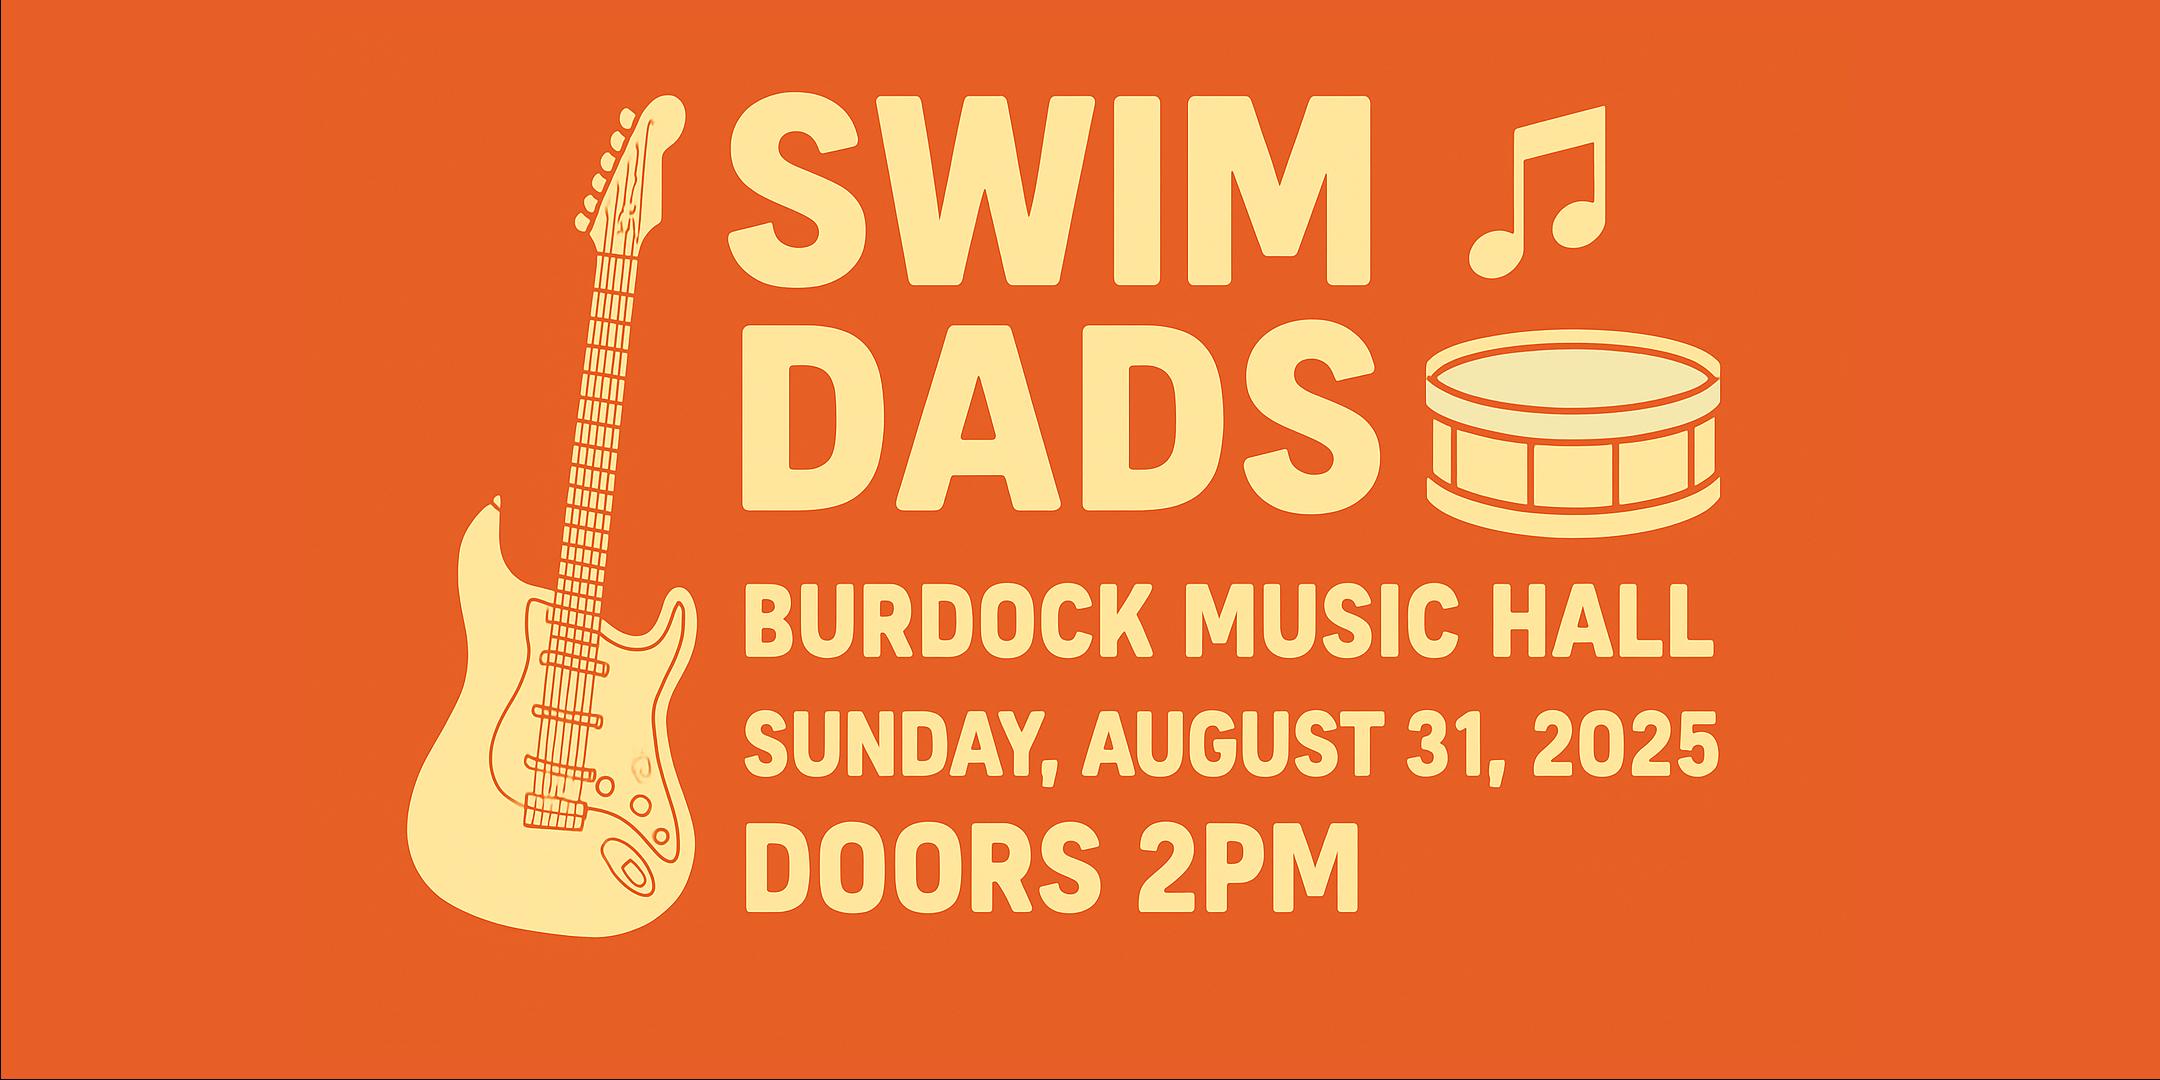 SWIM
DADS
BURDOCK MUSIC HALL
SUNDAY, AUGUST 31, 2025
DOORS 2PM